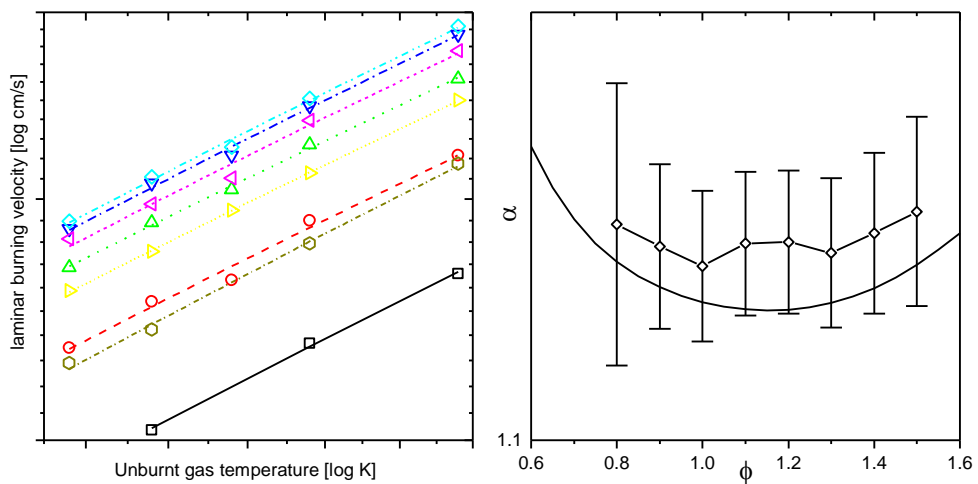 laminar burning velocity [log cm/s]
Unburnt gas temperature [log K]
α
1.1
0.6 0.8 1.0 1.2 1.4 1.6
ϕ